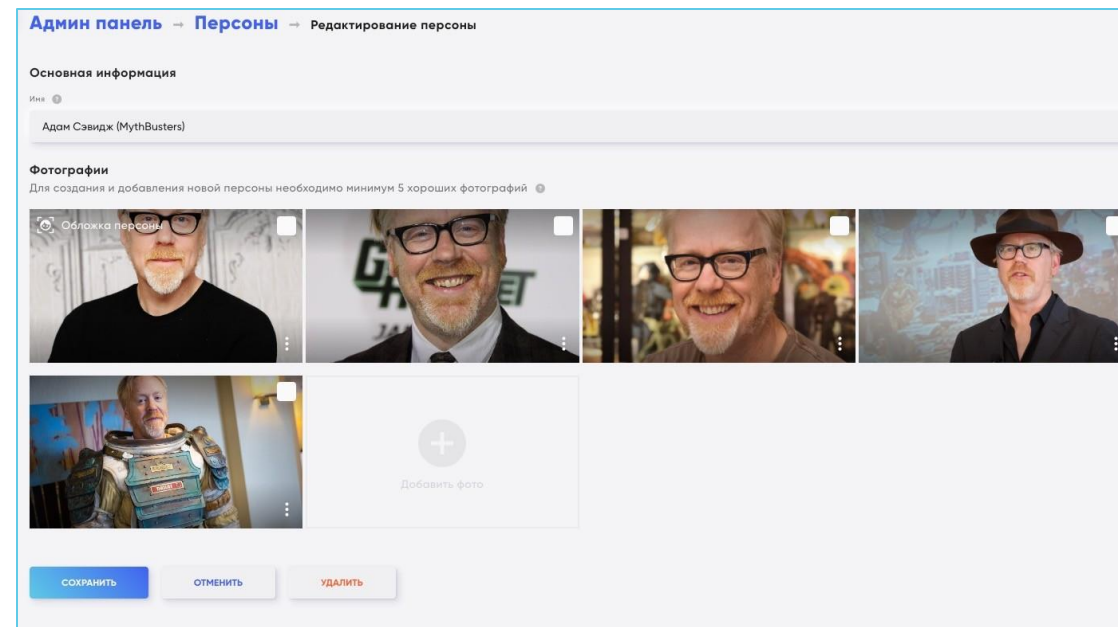 Админ панель → Персоны → Редактирование персоны
Основная информация
Имя ?
Адам Сэвидж (MythBusters)
Фотографии
Для создания и добавления новой персоны необходимо минимум 5 хороших фотографий ?
Обложка персоны
Добавить фото
СОХРАНИТЬ
ОТМЕНИТЬ
УДАЛИТЬ